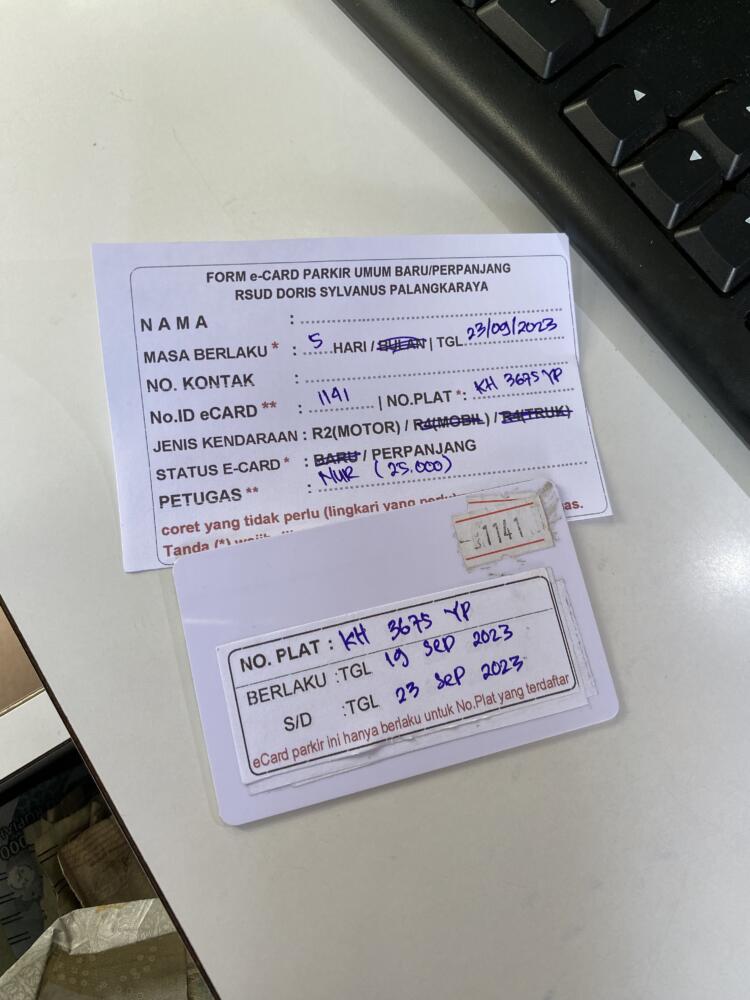 FORM e-CARD PARKIR UMUM BARU/PERPANJANG
RSUD DORIS SYLVANUS PALANGKARAYA
NAMA :
MASA BERLAKU * : 5 HARI / BULAN | TGL 23/09/2023
NO. KONTAK :
No.ID eCARD ** : 1141 | NO.PLAT *: KH 3675 YP
JENIS KENDARAAN : R2(MOTOR) / R4(MOBIL) / R4(TRUK)
STATUS E-CARD * : BARU / PERPANJANG
PETUGAS ** : NUR (25.000)
coret yang tidak perlu (lingkari yang as.
Tanda (*)
1141
NO. PLAT : KH 3675 YP
BERLAKU :TGL 19 SEP 2023
S/D :TGL 23 SEP 2023
eCard parkir ini hanya berlaku untuk No.Plat yang terdaftar